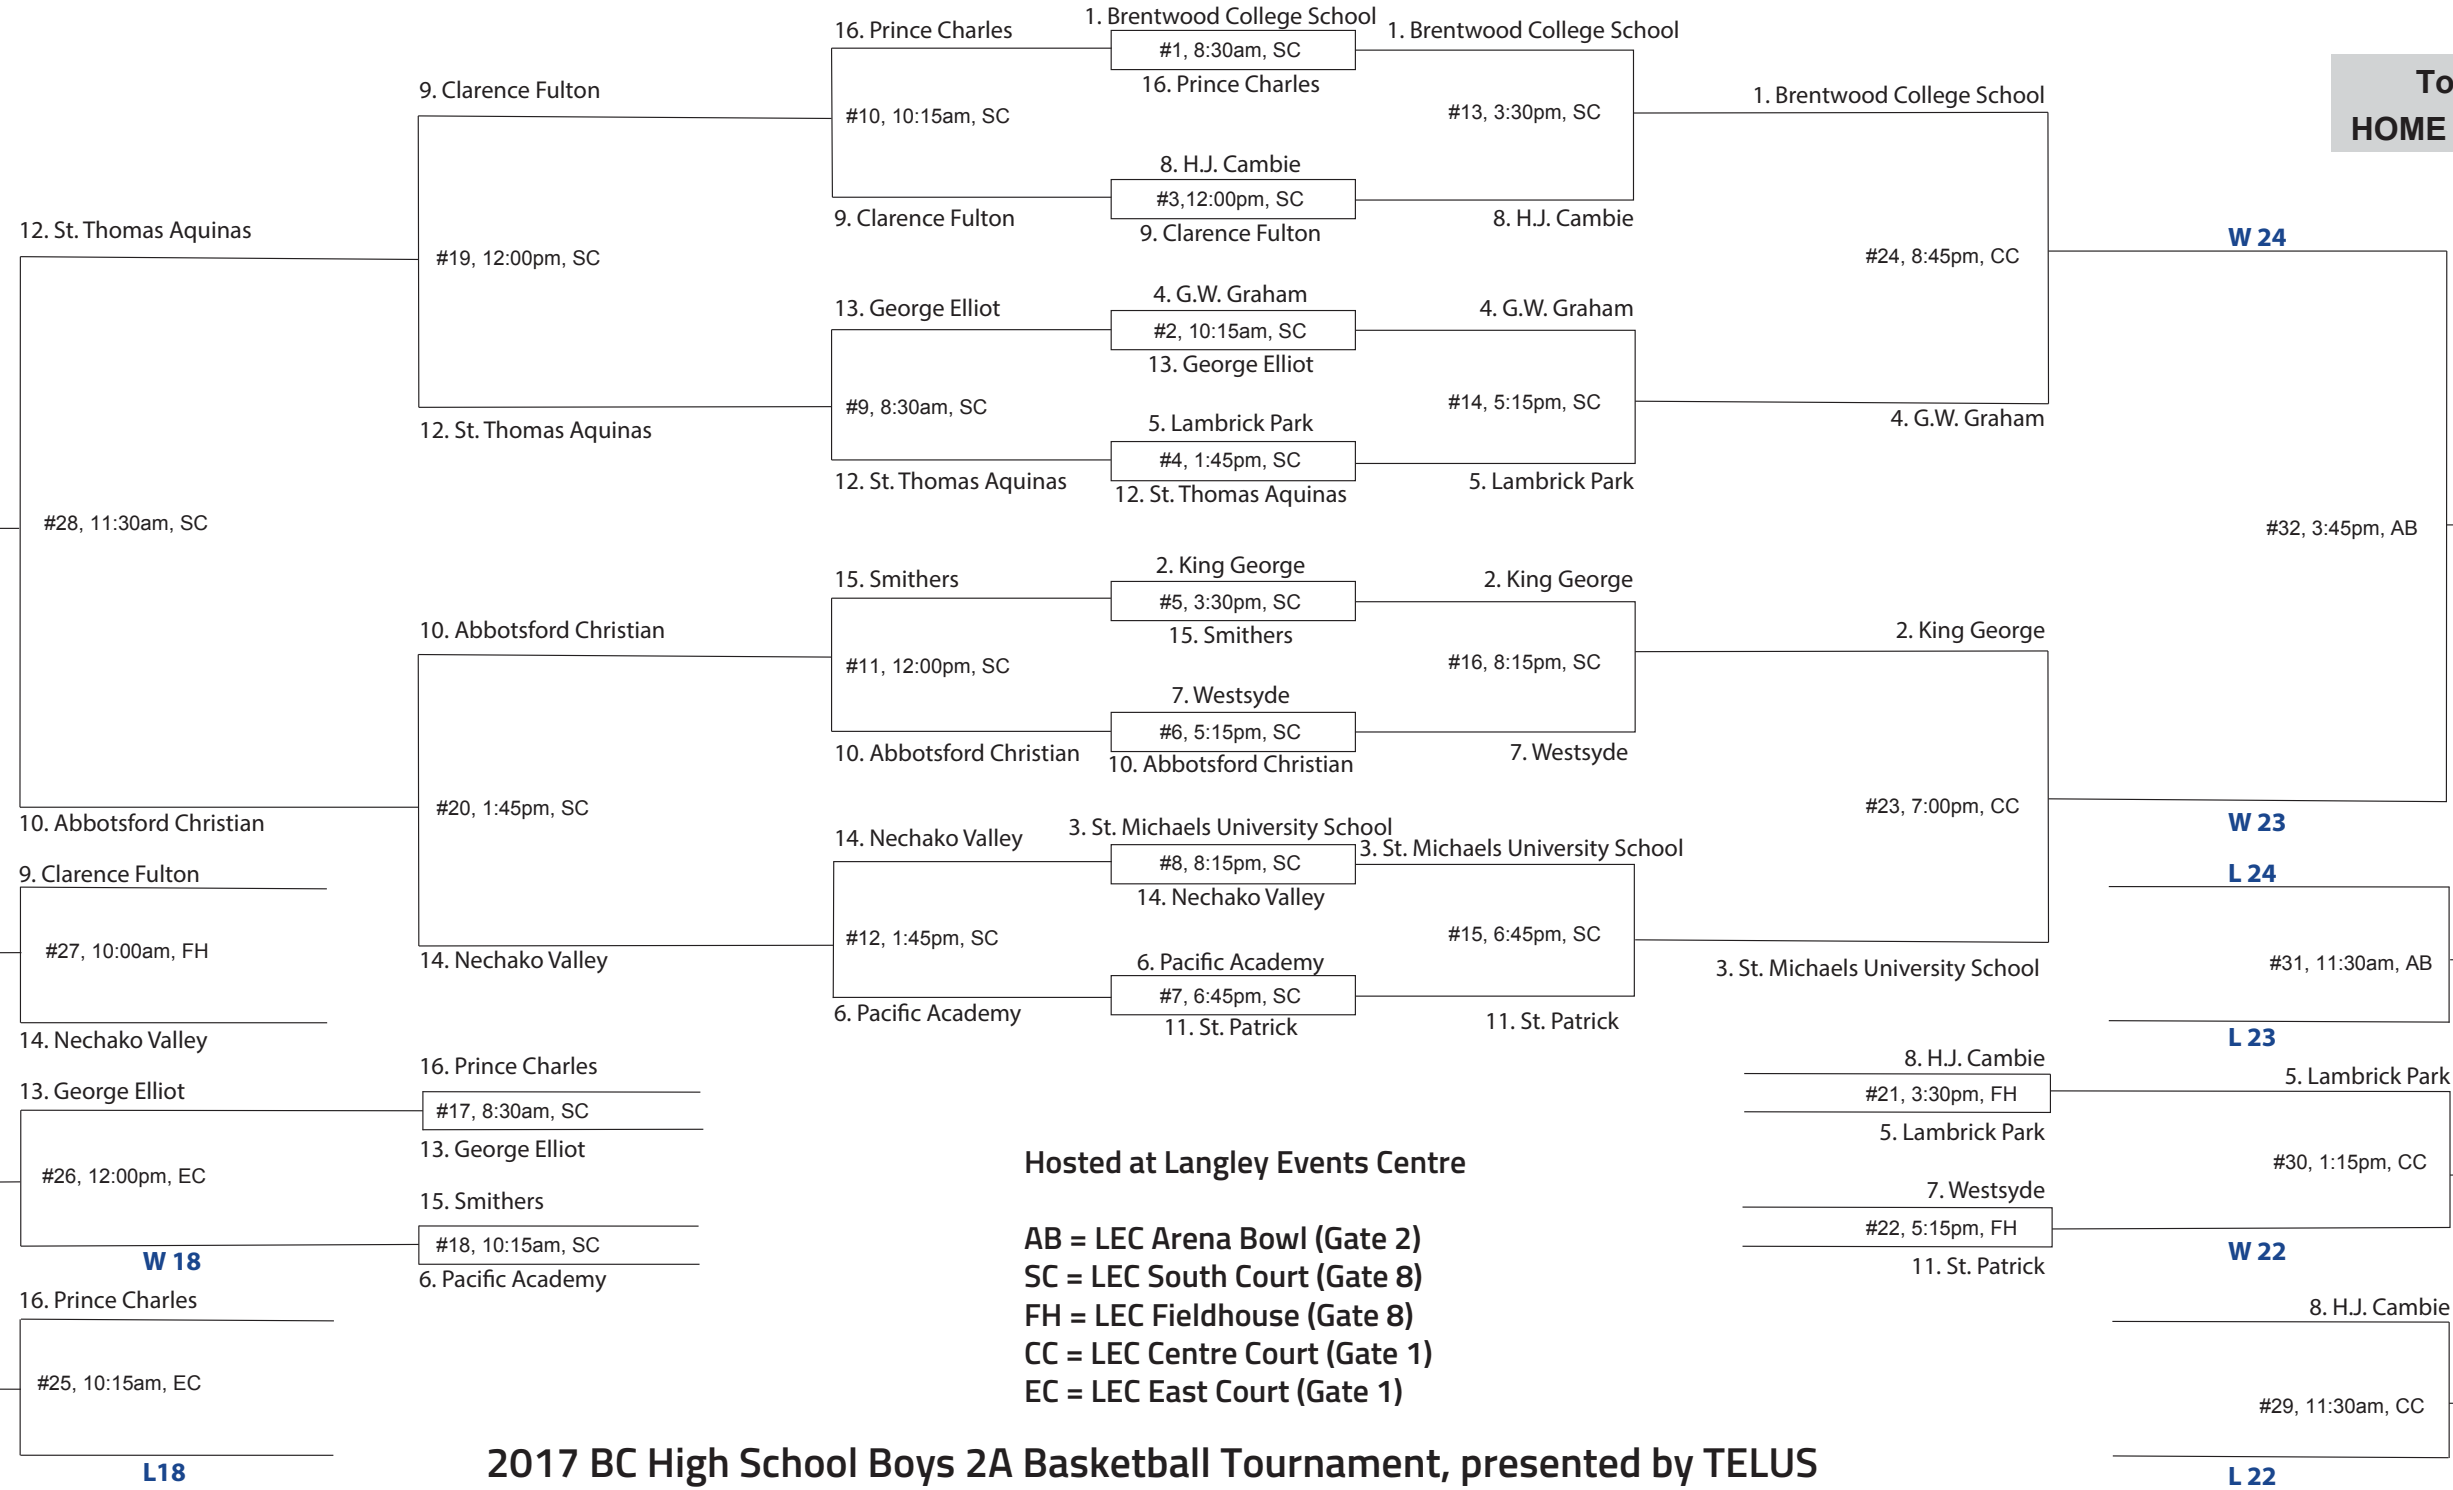 1. Brentwood College School
16. Prince Charles
#1, 8:30am, SC
1. Brentwood College School
16. Prince Charles
To
HOME
9. Clarence Fulton
1. Brentwood College School
#10, 10:15am, SC
#13, 3:30pm, SC
8. H.J. Cambie
#3,12:00pm, SC
9. Clarence Fulton
8. H.J. Cambie
9. Clarence Fulton
12. St. Thomas Aquinas
W 24
#19, 12:00pm, SC
#24, 8:45pm, CC
13. George Elliot
4. G.W. Graham
4. G.W. Graham
#2, 10:15am, SC
13. George Elliot
#9, 8:30am, SC
#14, 5:15pm, SC
12. St. Thomas Aquinas
5. Lambrick Park
4. G.W. Graham
#4, 1:45pm, SC
12. St. Thomas Aquinas
5. Lambrick Park
12. St. Thomas Aquinas
#28, 11:30am, SC
#32, 3:45pm, AB
15. Smithers
2. King George
2. King George
#5, 3:30pm, SC
15. Smithers
10. Abbotsford Christian
2. King George
#11, 12:00pm, SC
#16, 8:15pm, SC
7. Westsyde
#6, 5:15pm, SC
10. Abbotsford Christian
7. Westsyde
10. Abbotsford Christian
#20, 1:45pm, SC
#23, 7:00pm, CC
10. Abbotsford Christian
W 23
14. Nechako Valley
3. St. Michaels University School
3. St. Michaels University School
#8, 8:15pm, SC
14. Nechako Valley
9. Clarence Fulton
L 24
#27, 10:00am, FH
#12, 1:45pm, SC
#15, 6:45pm, SC
#31, 11:30am, AB
14. Nechako Valley
6. Pacific Academy
3. St. Michaels University School
#7, 6:45pm, SC
6. Pacific Academy
11. St. Patrick
11. St. Patrick
14. Nechako Valley
L 23
16. Prince Charles
8. H.J. Cambie
13. George Elliot
#17, 8:30am, SC
#21, 3:30pm, FH
5. Lambrick Park
13. George Elliot
5. Lambrick Park
#26, 12:00pm, EC
#30, 1:15pm, CC
15. Smithers
7. Westsyde
#18, 10:15am, SC
#22, 5:15pm, FH
W 18
6. Pacific Academy
11. St. Patrick
W 22
16. Prince Charles
8. H.J. Cambie
#25, 10:15am, EC
#29, 11:30am, CC
L18
L 22
Hosted at Langley Events Centre
AB = LEC Arena Bowl (Gate 2)
SC = LEC South Court (Gate 8)
FH = LEC Fieldhouse (Gate 8)
CC = LEC Centre Court (Gate 1)
EC = LEC East Court (Gate 1)
2017 BC High School Boys 2A Basketball Tournament, presented by TELUS